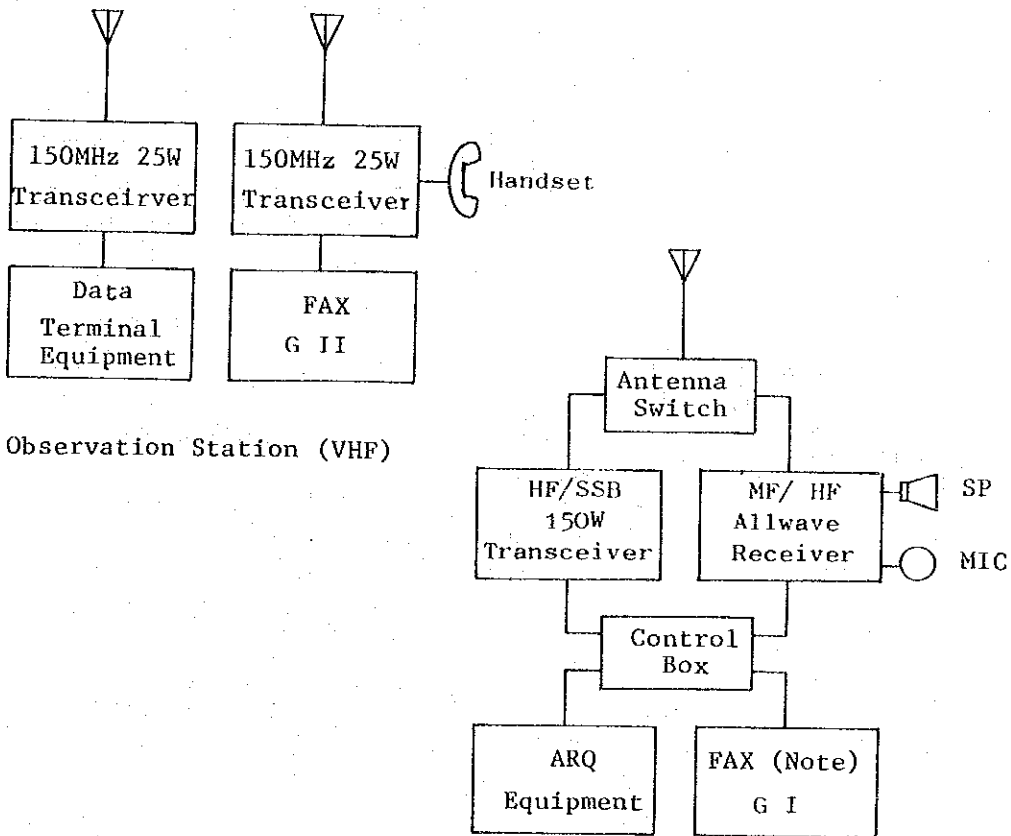 150MHz 25W
Transceirver
150MHz 25W
Transceiver
Handset
Data
Terminal
Equipment
FAX
G II
Observation Station (VHF)
Antenna
Switch
HF/SSB
150W
Transceiver
MF/ HF
Allwave
Receiver
SP
MIC
Control
Box
ARQ
Equipment
FAX (Note)
G I